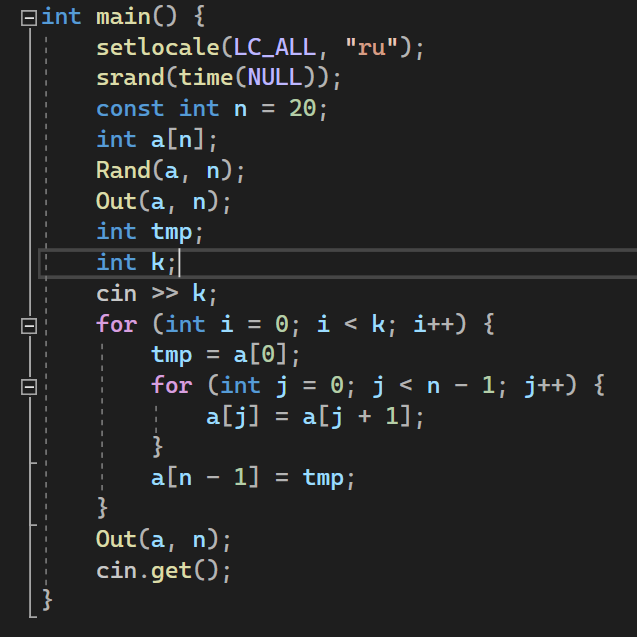 int main() {
    setlocale(LC_ALL, "ru");
    srand(time(NULL));
    const int n = 20;
    int a[n];
    Rand(a, n);
    Out(a, n);
    int tmp;
    int k;
    cin >> k;
    for (int i = 0; i < k; i++) {
        tmp = a[0];
        for (int j = 0; j < n - 1; j++) {
            a[j] = a[j + 1];
        }
        a[n - 1] = tmp;
    }
    Out(a, n);
    cin.get();
}